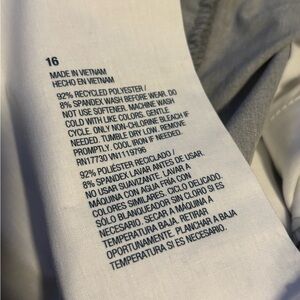 16
MADE IN VIETNAM
HECHO EN VIETNAM
92% RECYCLED POLYESTER /
8% SPANDEX WASH BEFORE WEAR. DO
NOT USE SOFTENER. MACHINE WASH
COLD WITH LIKE COLORS. GENTLE
CYCLE. ONLY NON-CHLORINE BLEACH IF
NEEDED. TUMBLE DRY LOW. REMOVE
PROMPTLY. COOL IRON IF NEEDED.
RN17730 VN1119796
92% POLIÉSTER RECICLADO /
8% SPANDEX LAVAR ANTES DE USAR.
NO USAR SUAVIZANTE. LAVAR A
MÁQUINA CON AGUA FRÍA CON
COLORES SIMILARES. CICLO DELICADO.
SÓLO BLANQUEADOR SIN CLORO SI ES
NECESARIO. SECAR A MÁQUINA A
TEMPERATURA BAJA. RETIRAR
OPORTUNAMENTE. PLANCHAR A BAJA
TEMPERATURA SI ES NECESARIO.